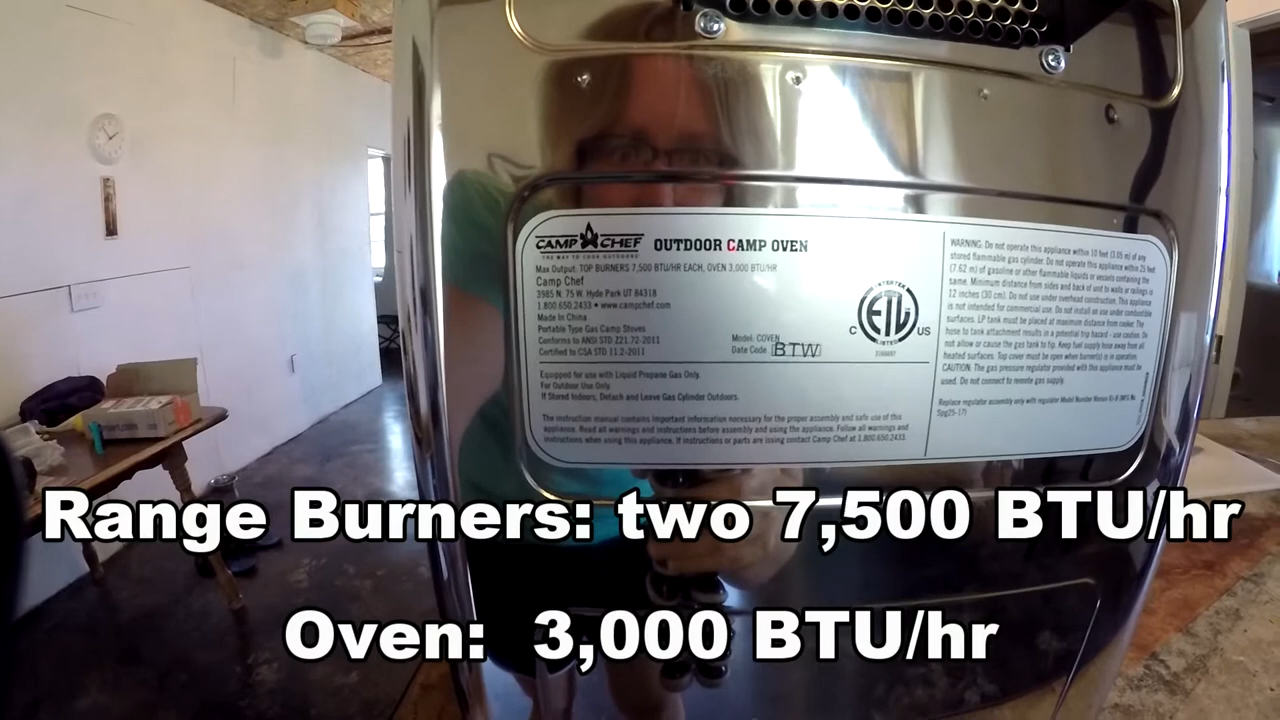 CAMP CHEF
THE WAY TO COOK OUTDOORS
OUTDOOR CAMP OVEN
Max Output: TOP BURNERS 7,500 BTU/HR EACH, OVEN 3,000 BTU/HR
Camp Chef
3985 N. 75 W. Hyde Park UT 84318
1.800.650.2433 • www.campchef.com
Made In China
Portable Type Gas Camp Stoves
Conforms to ANSI STD Z21.72-2011
Certified to CSA STD 11.2-2011
Model: COVEN
Date Code BTW
INTERTEK
C ETL US
LISTED
Equipped for use with Liquid Propane Gas Only.
For Outdoor Use Only.
If Stored Indoors, Detach and Leave Gas Cylinder Outdoors.
The instruction manual contains important information necessary for the proper assembly and safe use of this
appliance. Read all warnings and instructions before assembly and using the appliance. Follow all warnings and
instructions when using this appliance. If instructions or parts are issing contact Camp Chef at 1.800.650.2433.
WARNING: Do not operate this appliance within 10 feet (3.05 m) of any
stored flammable gas cylinder. Do not operate this appliance within 25 feet
(7.62 m) of gasoline or other flammable liquids or vessels containing the
same. Minimum distance from sides and back of unit to walls or railings is
12 inches (30 cm). Do not use under overhead construction. This appliance
is not intended for commercial use. Do not install on or use under combustible
surfaces. LP tank must be placed at maximum distance from cooker. The
hose to tank attachment results in a potential trip hazard - use caution. Do
not allow or cause the gas tank to tip. Keep fuel supply hose away from all
heated surfaces. Top cover must be open when burner(s) is in operation.
CAUTION: The gas pressure regulator provided with this appliance must be
used. Do not connect to remote gas supply.
Replace regulator assembly only with regulator Model Number
Range Burners: two 7,500 BTU/hr
Oven: 3,000 BTU/hr